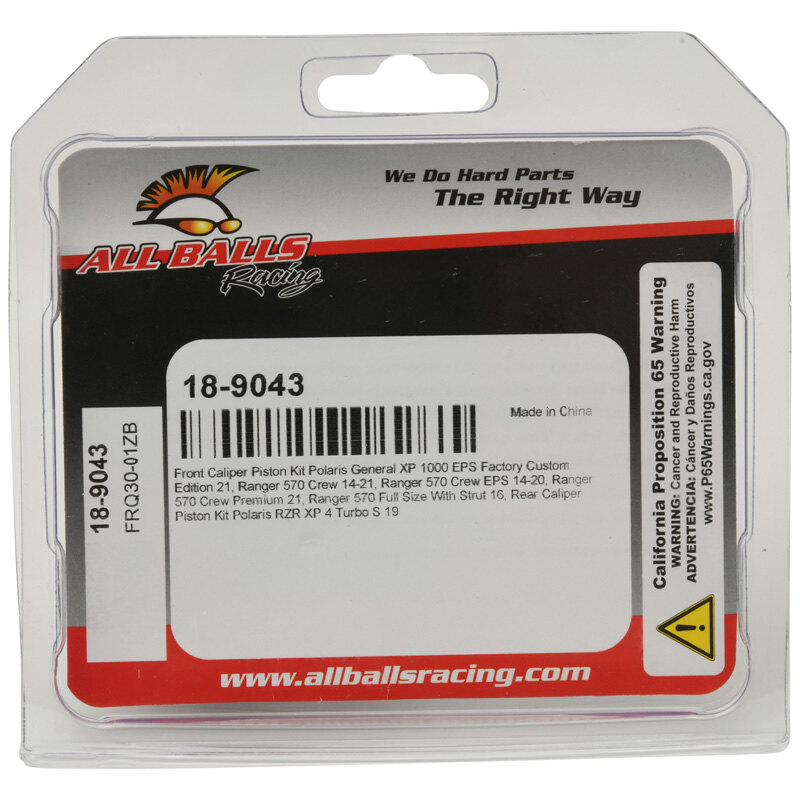 We Do Hard Parts
The Right Way
ALL BALLS
Racing
18-9043
Made in China
Front Caliper Piston Kit Polaris General XP 1000 EPS Factory Custom
Edition 21, Ranger 570 Crew 14-21, Ranger 570 Crew EPS 14-20, Ranger
570 Crew Premium 21, Ranger 570 Full Size With Strut 16, Rear Caliper
Piston Kit Polaris RZR XP 4 Turbo S 19
18-9043
FRQ30-01ZB
California Proposition 65 Warning
WARNING: Cancer and Reproductive Harm
ADVERTENCIA: Cáncer y Daños Reproductivos
www.P65Warnings.ca.gov
www.allballsracing.com